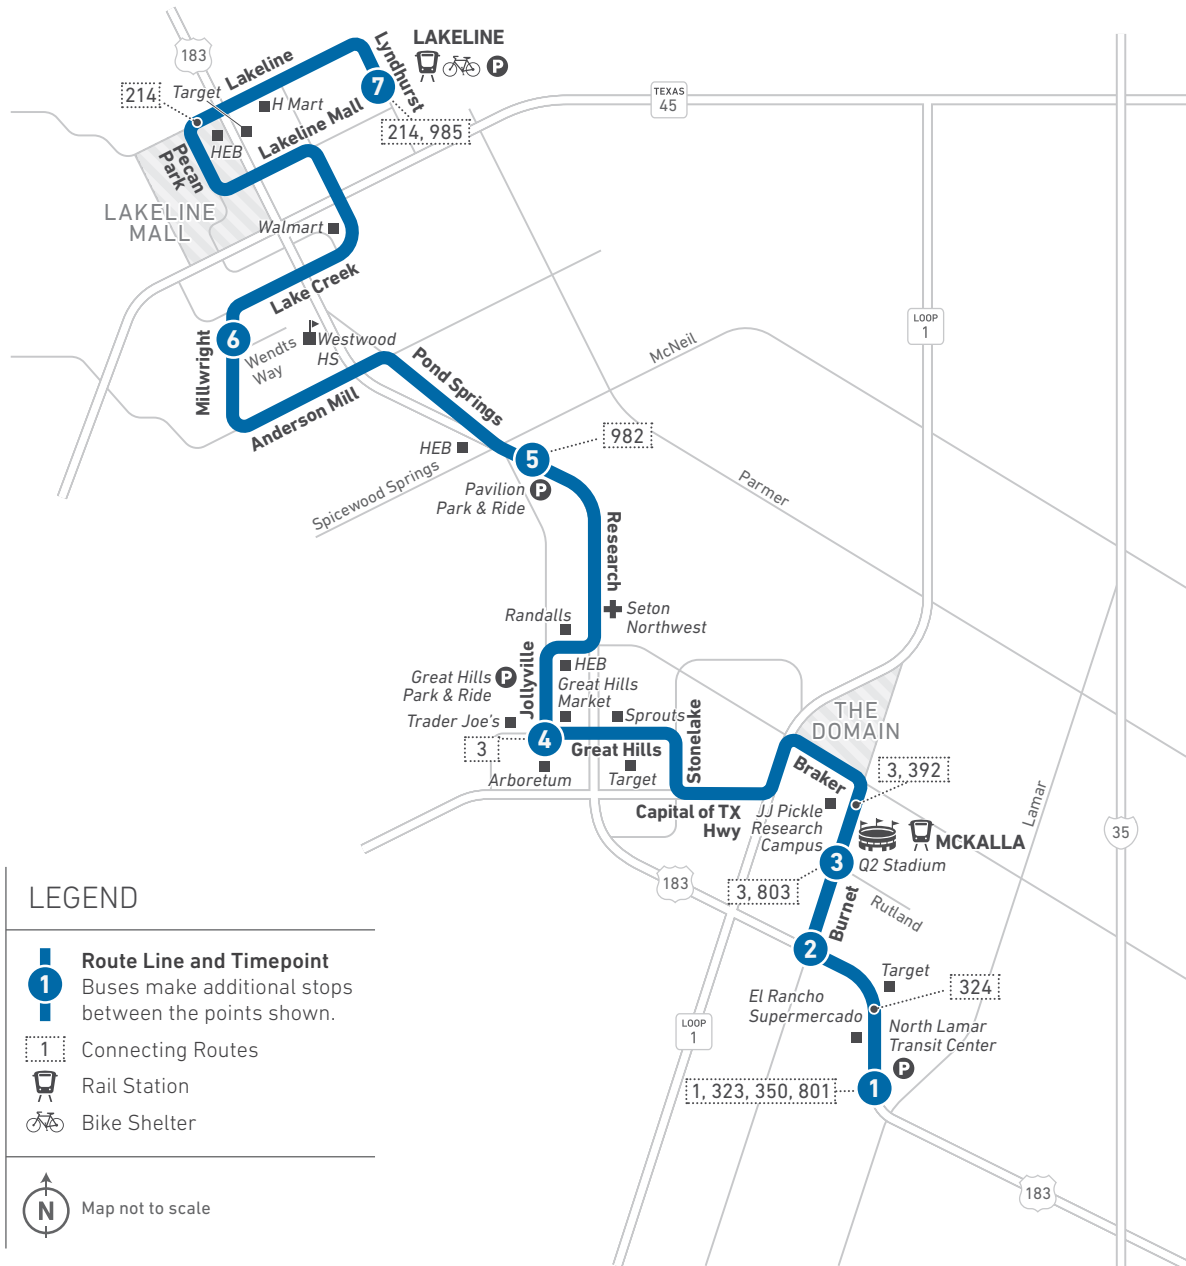 LAKELINE
183
Lakeline
Lyndhurst
7
P
TEXAS
45
214
Target
H Mart
Lakeline Mall
214, 985
HEB
Pecan
Park
LAKELINE
MALL
Walmart
Lake Creek
LOOP
1
6
Wendts
Way
Westwood
HS
McNeil
Millwright
Pond Springs
Anderson Mill
982
HEB
5
Spicewood Springs
Pavilion
Park & Ride
P
Parmer
Research
Randalls
Seton
Northwest
Jollyville
HEB
Great Hills
Park & Ride
P
Great Hills
Market
Trader Joe's
Sprouts
Stonelake
THE
DOMAIN
3
4
Great Hills
Arboretum
Target
Braker
3, 392
Lamar
Capital of TX
Hwy
JJ Pickle
Research
Campus
MCKALLA
35
3
Q2 Stadium
183
3, 803
Rutland
Burnet
2
Target
324
El Rancho
Supermercado
LOOP
1
North Lamar
Transit Center
P
1, 323, 350, 801
1
183
LEGEND
1
Route Line and Timepoint
Buses make additional stops
between the points shown.
1
Connecting Routes
Rail Station
Bike Shelter
N
Map not to scale